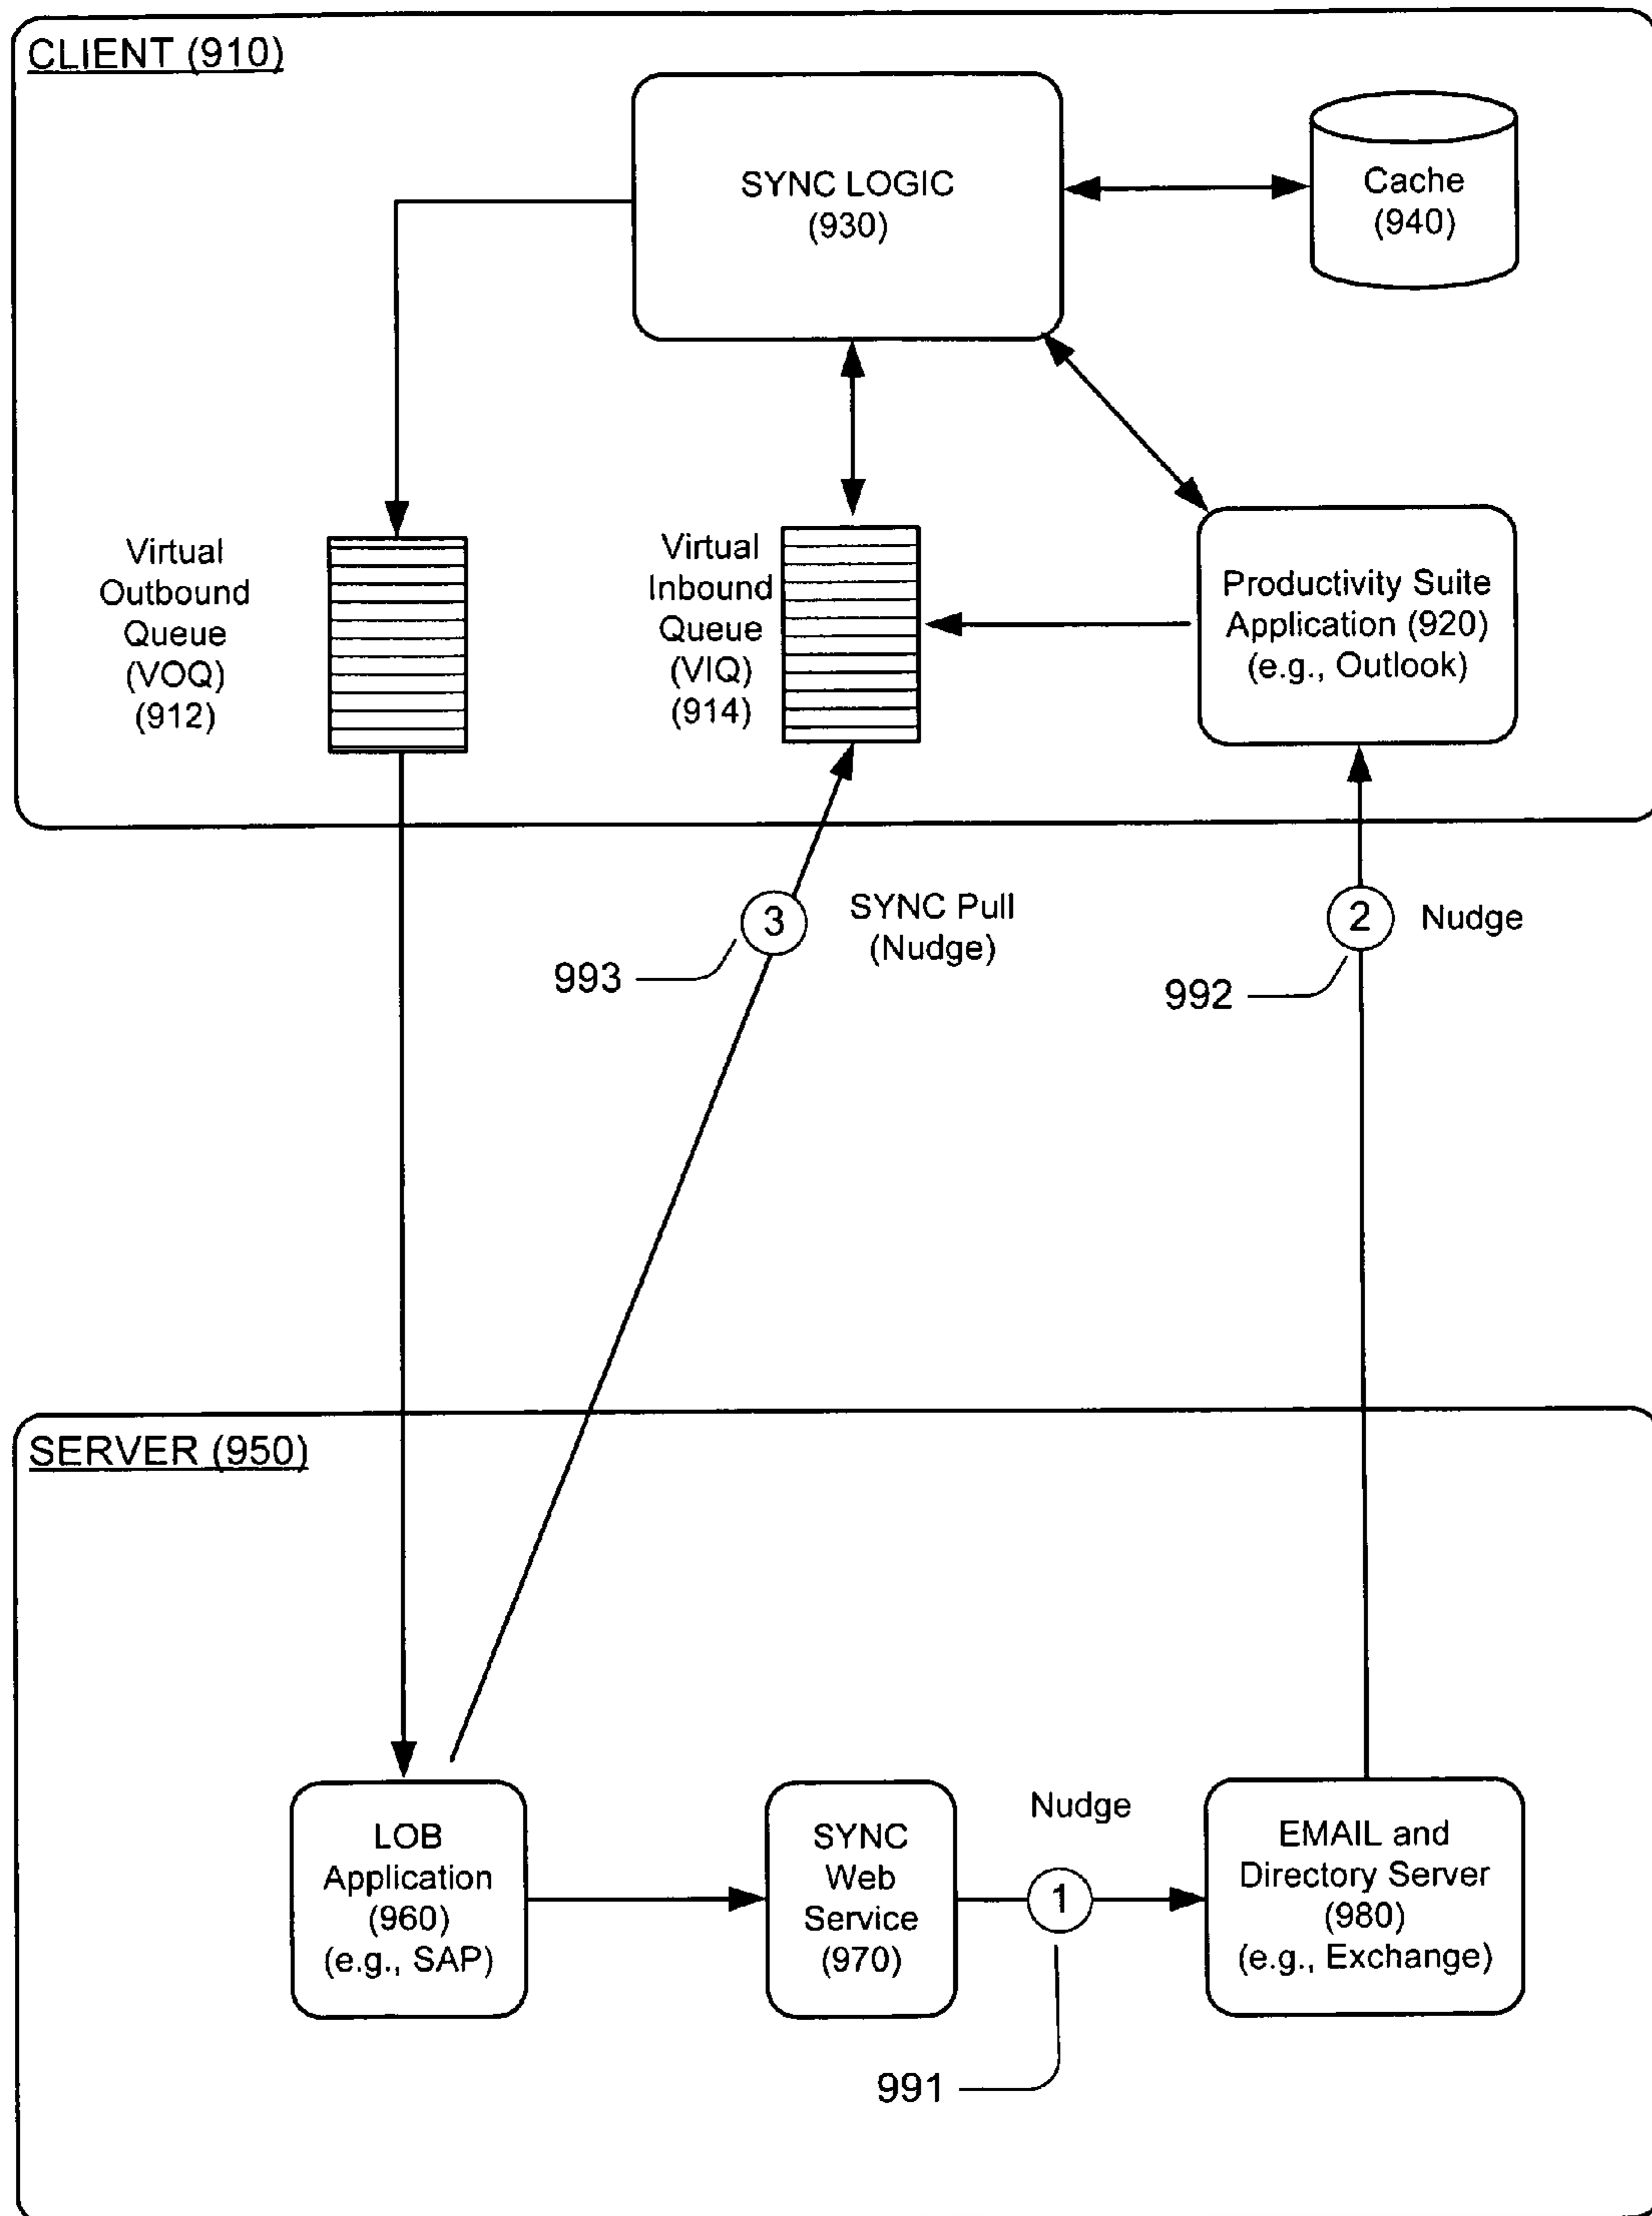 CLIENT (910)
SYNC LOGIC
(930)
Cache
(940)
Virtual
Outbound
Queue
(VOQ)
(912)
Virtual
Inbound
Queue
(VIQ)
(914)
Productivity Suite
Application (920)
(e.g., Outlook)
3
SYNC Pull
(Nudge)
993
2
Nudge
992
SERVER (950)
LOB
Application
(960)
(e.g., SAP)
SYNC
Web
Service
(970)
Nudge
1
991
EMAIL and
Directory Server
(980)
(e.g., Exchange)